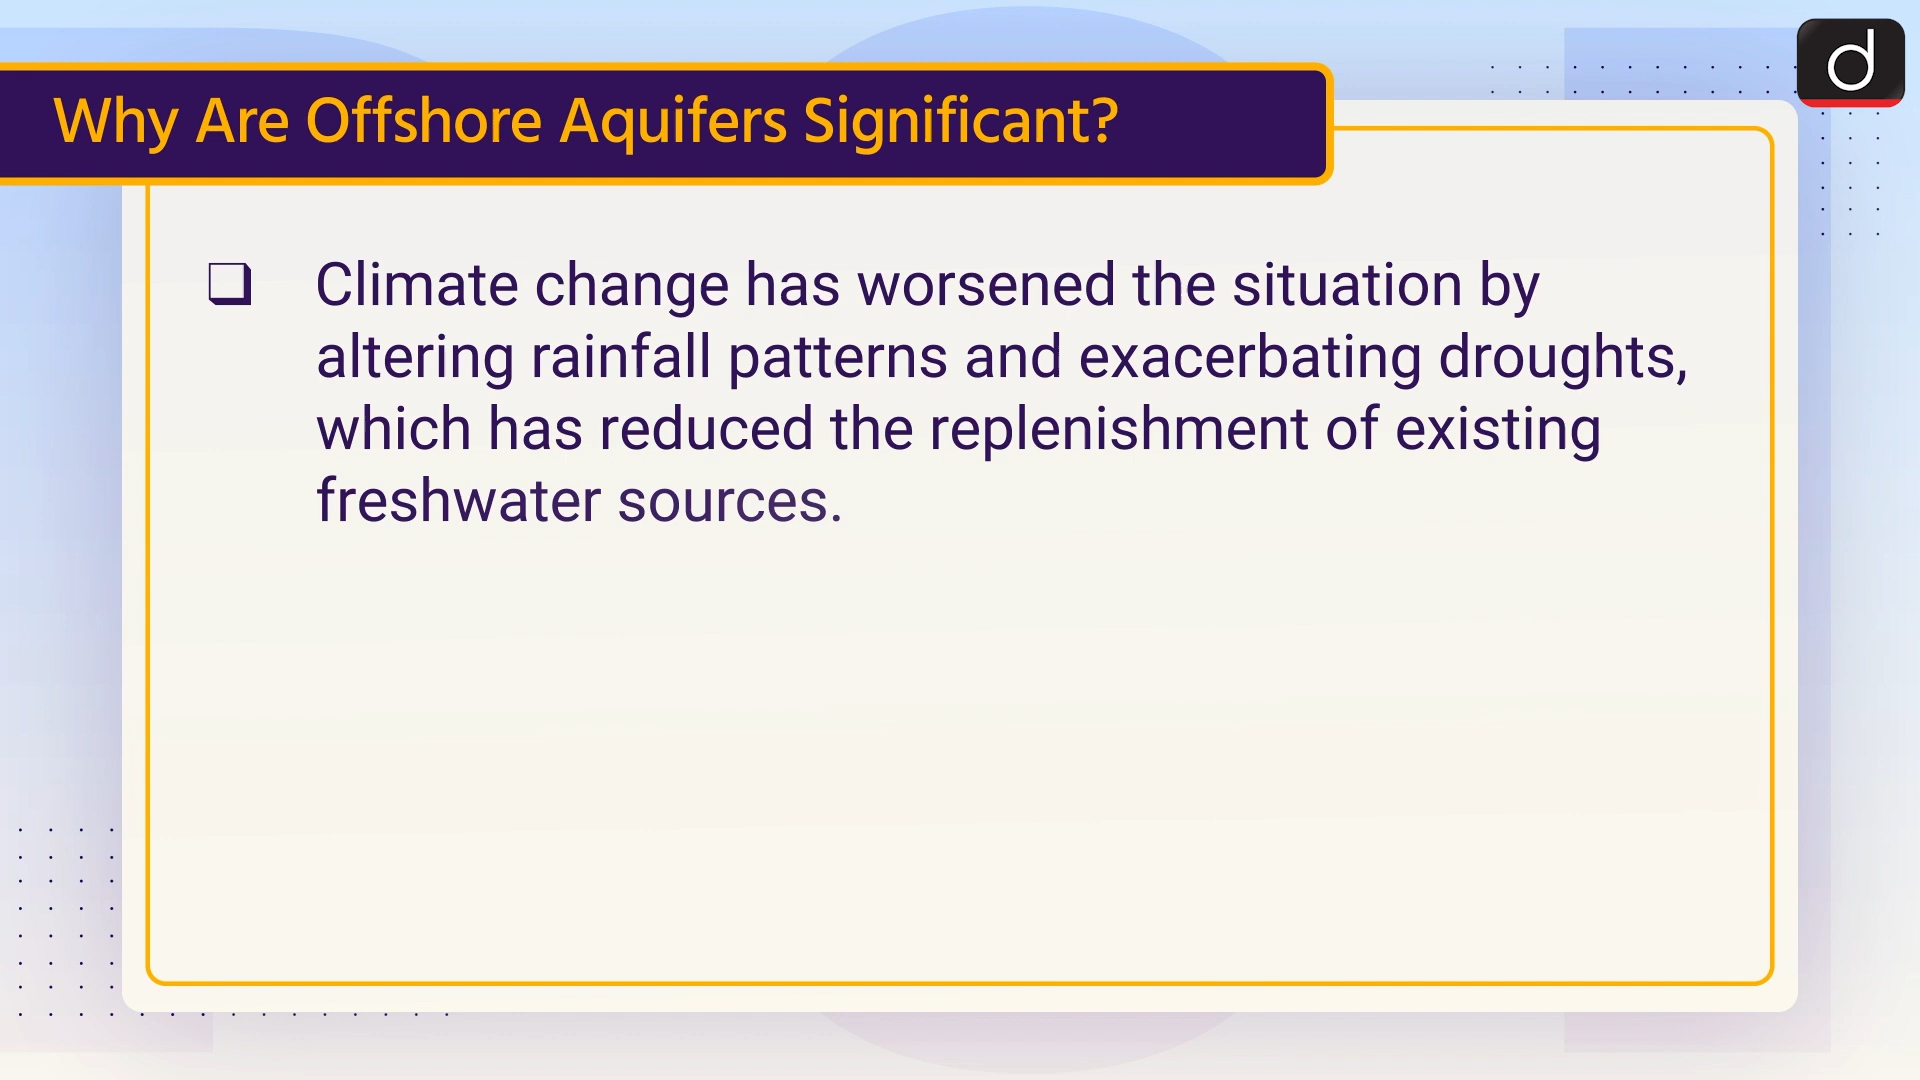 Why Are Offshore Aquifers Significant?
d
❑ Climate change has worsened the situation by
altering rainfall patterns and exacerbating droughts,
which has reduced the replenishment of existing
freshwater sources.